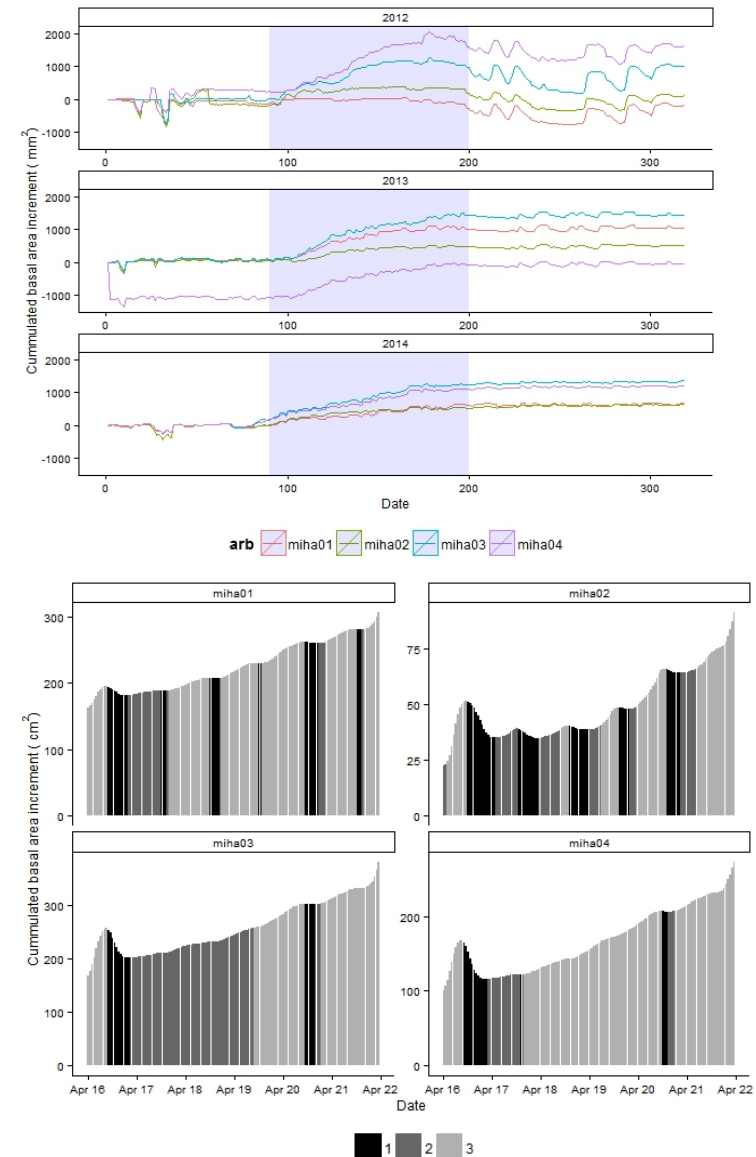 2012
2000
1000
0
-1000
0 100 200 300
2013
2000
1000
0
-1000
0 100 200 300
2014
2000
1000
0
-1000
0 100 200 300
Cummulated basal area increment ( mm²)
Date
arb miha01 miha02 miha03 miha04
miha01 miha02
300
200
100
0
75
50
25
0
miha03 miha04
300
200
100
0
200
100
0
Cummulated basal area increment ( cm²)
Apr 16 Apr 17 Apr 18 Apr 19 Apr 20 Apr 21 Apr 22 Apr 16 Apr 17 Apr 18 Apr 19 Apr 20 Apr 21 Apr 22
Date
1 2 3